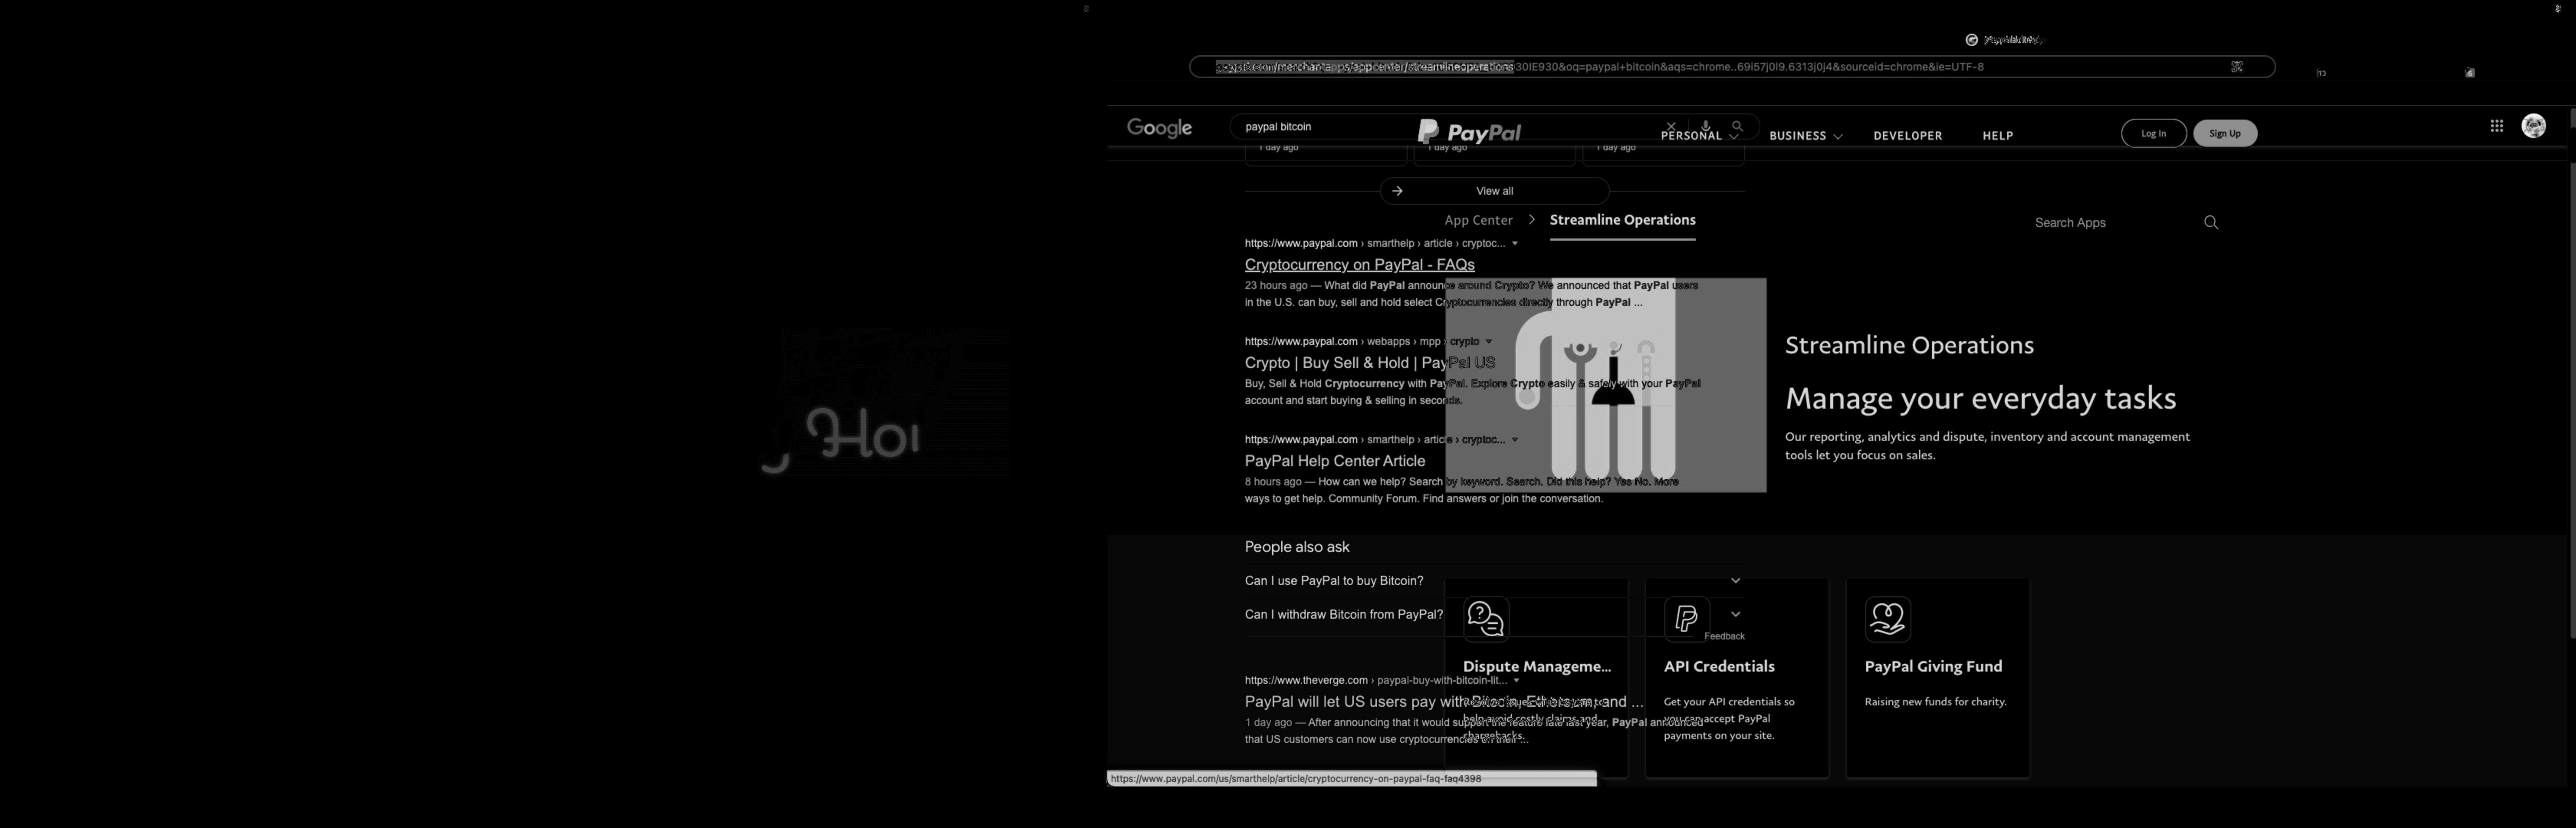 30IE930&oq=paypal+bitcoin&aqs=chrome..69i57j0l9.6313j0j4&sourceid=chrome&ie=UTF-8
Google
paypal bitcoin
PayPal
PERSONAL
BUSINESS
DEVELOPER
HELP
Log In
Sign Up
1 day ago
1 day ago
1 day ago
View all
App Center > Streamline Operations
Search Apps
https://www.paypal.com › smarthelp › article › cryptoc...
Cryptocurrency on PayPal - FAQs
23 hours ago — What did PayPal announce around Crypto? We announced that PayPal users
in the U.S. can buy, sell and hold select Cryptocurrencies directly through PayPal ...
https://www.paypal.com › webapps › mpp › crypto
Crypto | Buy Sell & Hold | PayPal US
Buy, Sell & Hold Cryptocurrency with PayPal. Explore Crypto easily & safely with your PayPal
account and start buying & selling in seconds.
https://www.paypal.com › smarthelp › article › cryptoc...
PayPal Help Center Article
8 hours ago — How can we help? Search by keyword. Search. Did this help? Yes No. More
ways to get help. Community Forum. Find answers or join the conversation.
Streamline Operations
Manage your everyday tasks
Our reporting, analytics and dispute, inventory and account management
tools let you focus on sales.
Hoi
People also ask
Can I use PayPal to buy Bitcoin?
Can I withdraw Bitcoin from PayPal?
Feedback
https://www.theverge.com › paypal-buy-with-bitcoin-lit...
PayPal will let US users pay with Bitcoin, Ethereum, and ...
1 day ago — After announcing that it would support the feature late last year, PayPal announced
that US customers can now use cryptocurrencies on their ...
Dispute Manageme...
help avoid costly claims and
chargebacks.
API Credentials
Get your API credentials so
you can accept PayPal
payments on your site.
PayPal Giving Fund
Raising new funds for charity.
https://www.paypal.com/us/smarthelp/article/cryptocurrency-on-paypal-faq-faq4398